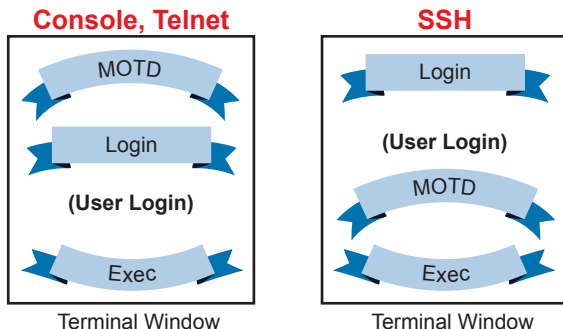 Console, Telnet
MOTD
Login
(User Login)
Exec
Terminal Window
SSH
Login
(User Login)
MOTD
Exec
Terminal Window